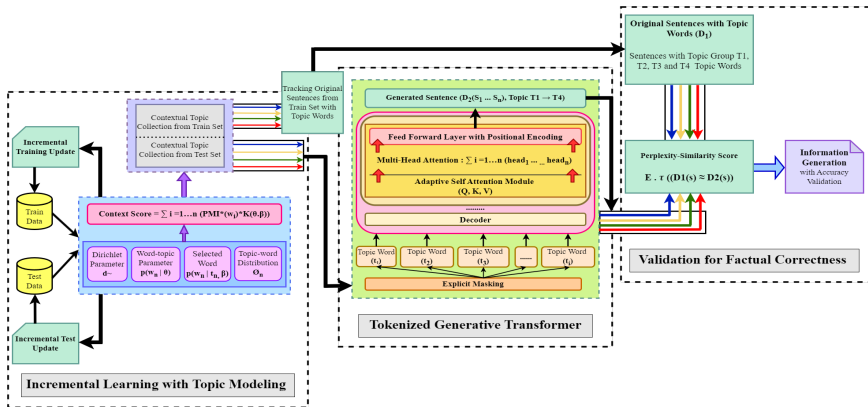 Incremental
Training Update
Train
Data
Test
Data
Incremental Test
Update
Contextual Topic
Collection from Train Set
Contextual Topic
Collection from Test Set
Context Score = ∑ i =1…n (PMI*(wᵢ)*K(θ.β))
Dirichlet
Parameter
d~
Word-topic
Parameter
p(wₙ | θ)
Selected
Word
p(wₙ | tₙ, β)
Topic-word
Distribution
Øₙ
Incremental Learning with Topic Modeling
Tracking Original
Sentences from
Train Set with
Topic Words
Generated Sentence (D₂(S₁ ... Sₙ), Topic T1 → T4)
Feed Forward Layer with Positional Encoding
Multi-Head Attention : ∑ i =1…n (head₁ ... ... headₙ)
Adaptive Self Attention Module
(Q, K, V)
.........
Decoder
Topic Word
(tᵢ)
Topic Word
(t₂)
Topic Word
(t₃)
Topic Word
(tⱼ)
Explicit Masking
Tokenized Generative Transformer
Original Sentences with Topic
Words (D₁)
Sentences with Topic Group T1,
T2, T3 and T4 Topic Words
Perplexity-Similarity Score
E . r ((D1(s) ≈ D2(s))
Information
Generation
with Accuracy
Validation
Validation for Factual Correctness